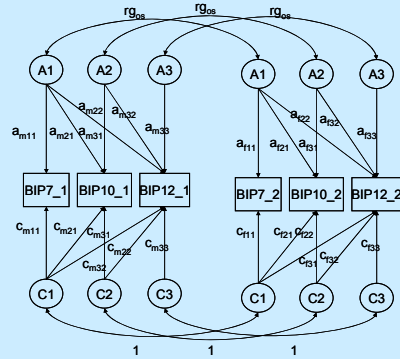 rg_os rg_os rg_os
A1 A2 A3 A1 A2 A3
a_m22 a_m32 a_f22 a_f32
a_m11 a_m21 a_m31 a_m33 a_f11 a_f21 a_f31 a_f33
BIP7_1 BIP10_1 BIP12_1 BIP7_2 BIP10_2 BIP12_2
c_m11 c_m21 c_m31 c_m22 c_m33 c_f11 c_f21 c_f22 c_f33
c_m32 c_f31 c_f32
C1 C2 C3 C1 C2 C3
1 1 1